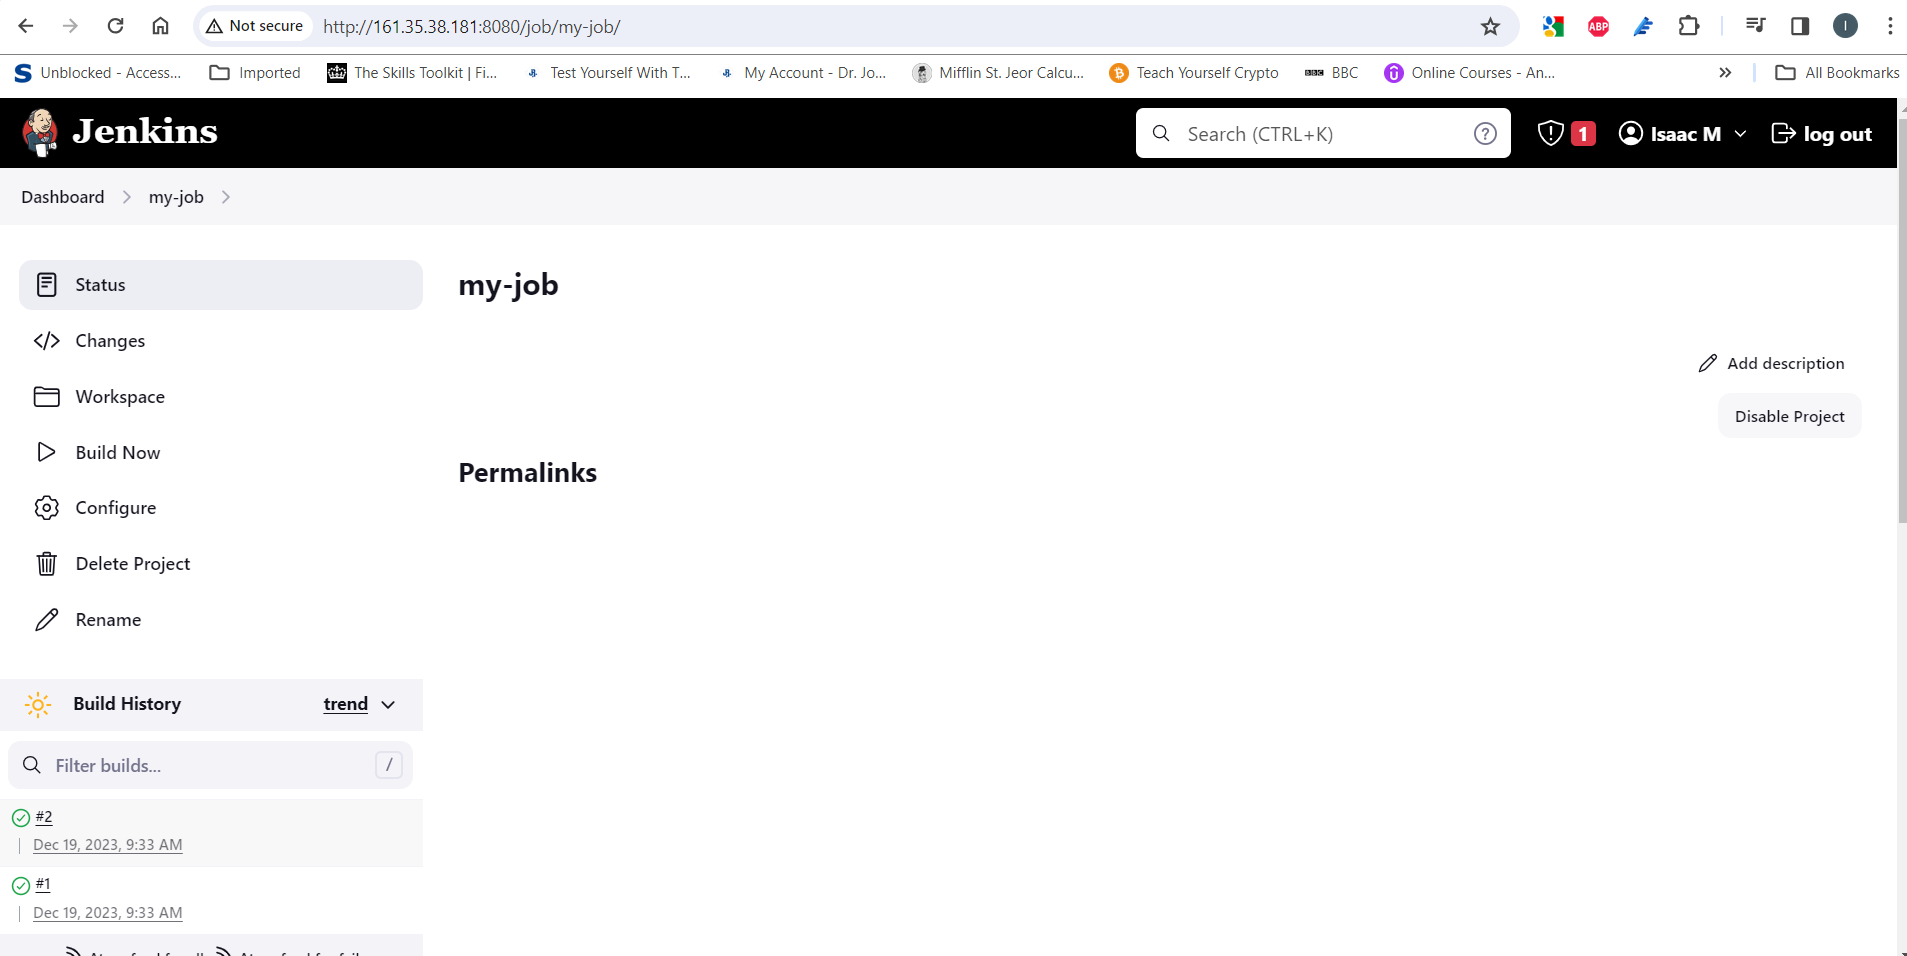 Not secure http://161.35.38.181:8080/job/my-job/ ABP I
Unblocked - Access... Imported The Skills Toolkit | Fi... Test Yourself With T... My Account - Dr. Jo... Mifflin St. Jeor Calcu... Teach Yourself Crypto BBC BBC Online Courses - An... » All Bookmarks
Jenkins Search (CTRL+K) ? 1 Isaac M log out
Dashboard my-job
Status
Changes
Workspace
Build Now
Configure
Delete Project
Rename
my-job
Add description
Disable Project
Permalinks
Build History trend
Filter builds... /
#2
Dec 19, 2023, 9:33 AM
#1
Dec 19, 2023, 9:33 AM